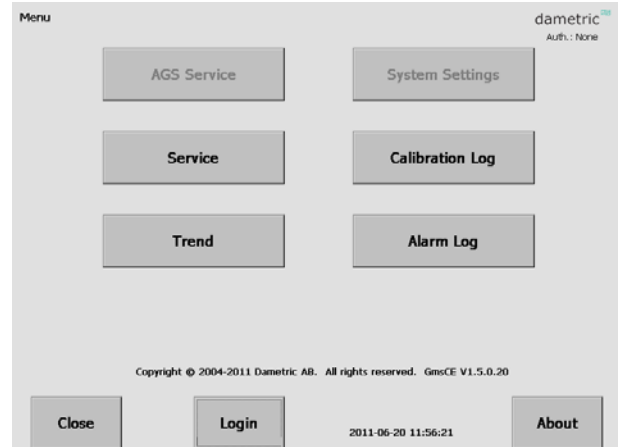 Menu
dametric
Auth.: None
AGS Service
System Settings
Service
Calibration Log
Trend
Alarm Log
Copyright © 2004-2011 Dametric AB. All rights reserved. GmsCE V1.5.0.20
Close
Login
2011-06-20 11:56:21
About